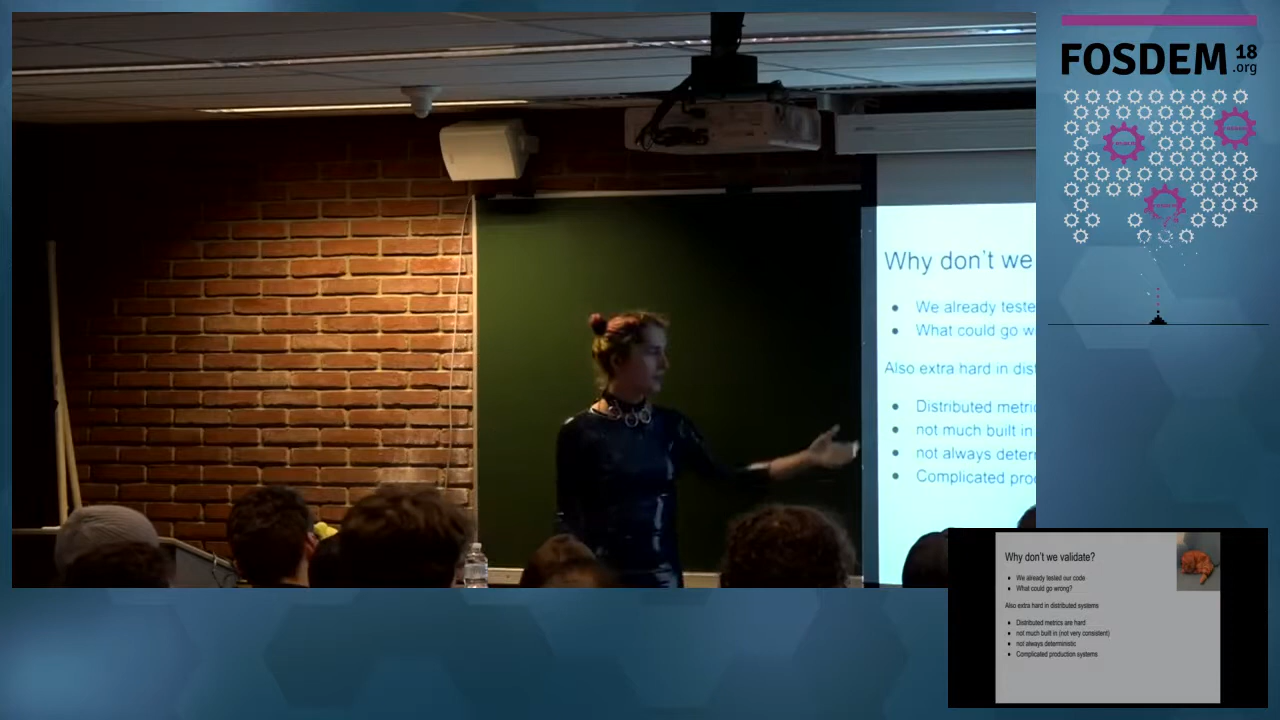 FOSDEM 18
.org
Why don't we
We already teste
What could go w
Also extra hard in dist
Distributed metri
not much built in
not always deter
Complicated prod
Why don't we validate?
We already tested our code
What could go wrong?
Also extra hard in distributed systems
Distributed metrics are hard
not much built in (not very consistent)
not always deterministic
Complicated production systems